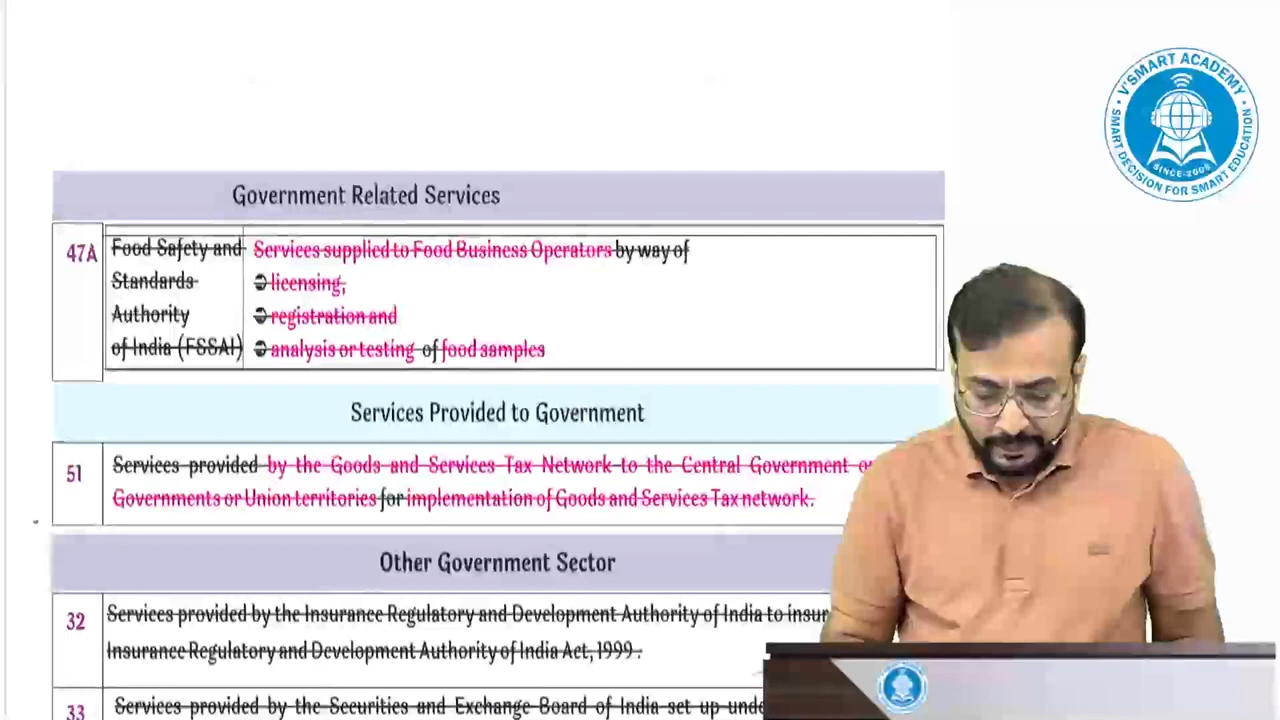 V'SMART ACADEMY
SINCE-2005
SMART DECISION FOR SMART EDUCATION
Government Related Services
47A Food Safety and Services supplied to Food Business Operators by way of
Standards licensing,
Authority registration and
of India (FSSAI) analysis or testing of food samples
Services Provided to Government
51 Services provided by the Goods and Services Tax Network to the Central Government
Governments or Union territories for implementation of Goods and Services Tax network.
Other Government Sector
32 Services provided by the Insurance Regulatory and Development Authority of India to
Insurance Regulatory and Development Authority of India Act, 1999.
33 Services provided by the Securities and Exchange Board of India set up